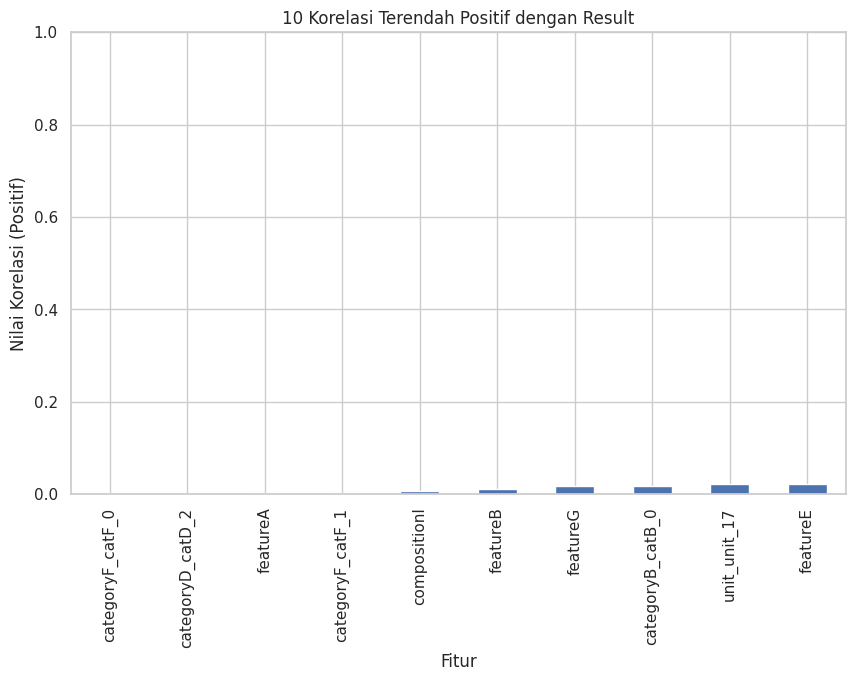 10 Korelasi Terendah Positif dengan Result
Nilai Korelasi (Positif)
1.0
0.8
0.6
0.4
0.2
0.0
categoryF_catF_0
categoryD_catD_2
featureA
categoryF_catF_1
compositionI
featureB
featureG
categoryB_catB_0
unit_unit_17
featureE
Fitur